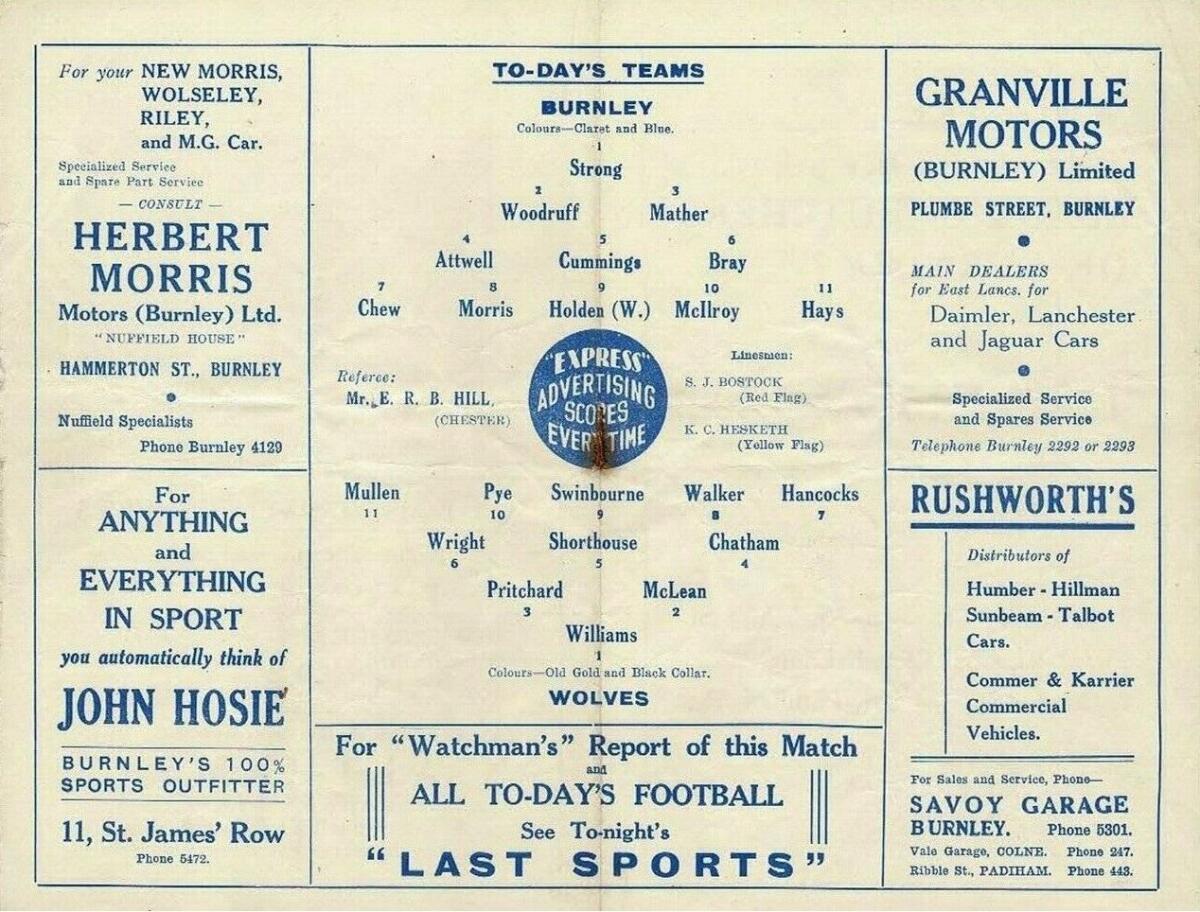 For your NEW MORRIS,
WOLSELEY,
RILEY,
and M.G. Car.
Specialized Service
and Spare Part Service
— CONSULT —
HERBERT
MORRIS
Motors (Burnley) Ltd.
"NUFFIELD HOUSE"
HAMMERTON ST., BURNLEY
Nuffield Specialists
Phone Burnley 4129
For
ANYTHING
and
EVERYTHING
IN SPORT
you automatically think of
JOHN HOSIE
BURNLEY'S 100%
SPORTS OUTFITTER
11, St. James' Row
Phone 5472.
TO-DAY'S TEAMS
BURNLEY
Colours—Claret and Blue.
1
Strong
2 3
Woodruff Mather
4 5 6
Attwell Cummings Bray
7 8 9 10 11
Chew Morris Holden (W.) McIlroy Hays
Referee:
Mr. E. R. B. HILL,
(CHESTER)
"EXPRESS"
ADVERTISING
SCORES
EVERY TIME
Linesmen:
S. J. BOSTOCK
(Red Flag)
K. C. HESKETH
(Yellow Flag)
Mullen Pye Swinbourne Walker Hancocks
11 10 9 8 7
Wright Shorthouse Chatham
6 5 4
Pritchard McLean
3 2
Williams
1
Colours—Old Gold and Black Collar.
WOLVES
For "Watchman's" Report of this Match
and
ALL TO-DAY'S FOOTBALL
See To-night's
"LAST SPORTS"
GRANVILLE
MOTORS
(BURNLEY) Limited
PLUMBE STREET, BURNLEY
MAIN DEALERS
for East Lancs. for
Daimler, Lanchester
and Jaguar Cars
Specialized Service
and Spares Service
Telephone Burnley 2292 or 2293
RUSHWORTH'S
Distributors of
Humber - Hillman
Sunbeam - Talbot
Cars.
Commer & Karrier
Commercial
Vehicles.
For Sales and Service, Phone—
SAVOY GARAGE
BURNLEY. Phone 5301.
Vale Garage, COLNE. Phone 247.
Ribble St., PADIHAM. Phone 443.